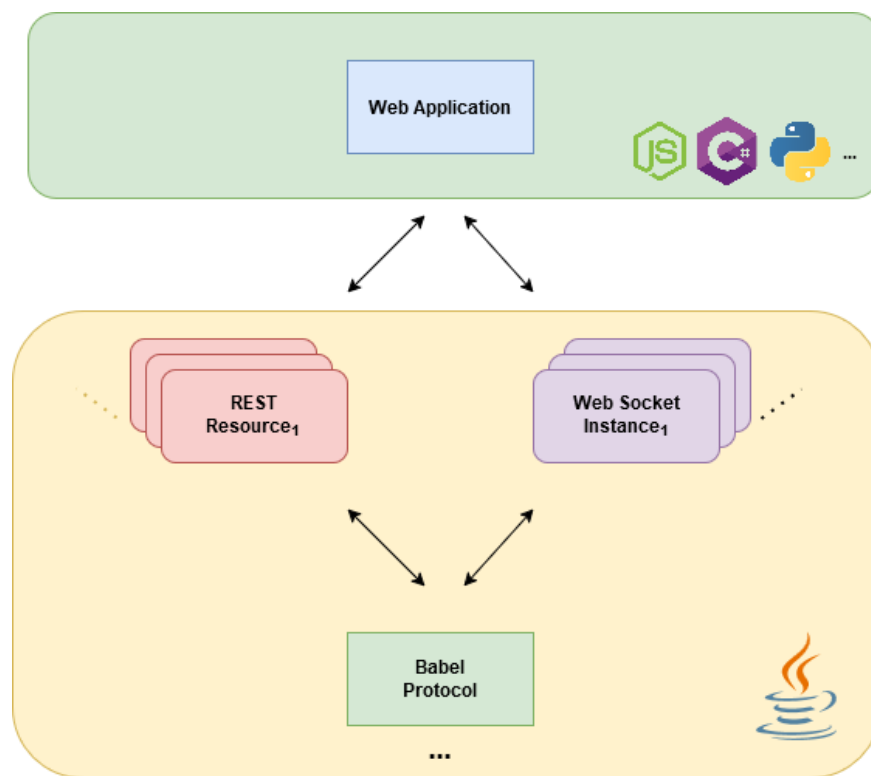 Web Application
JS
C#
...
REST
Resource₁
Web Socket
Instance₁
Babel
Protocol
...